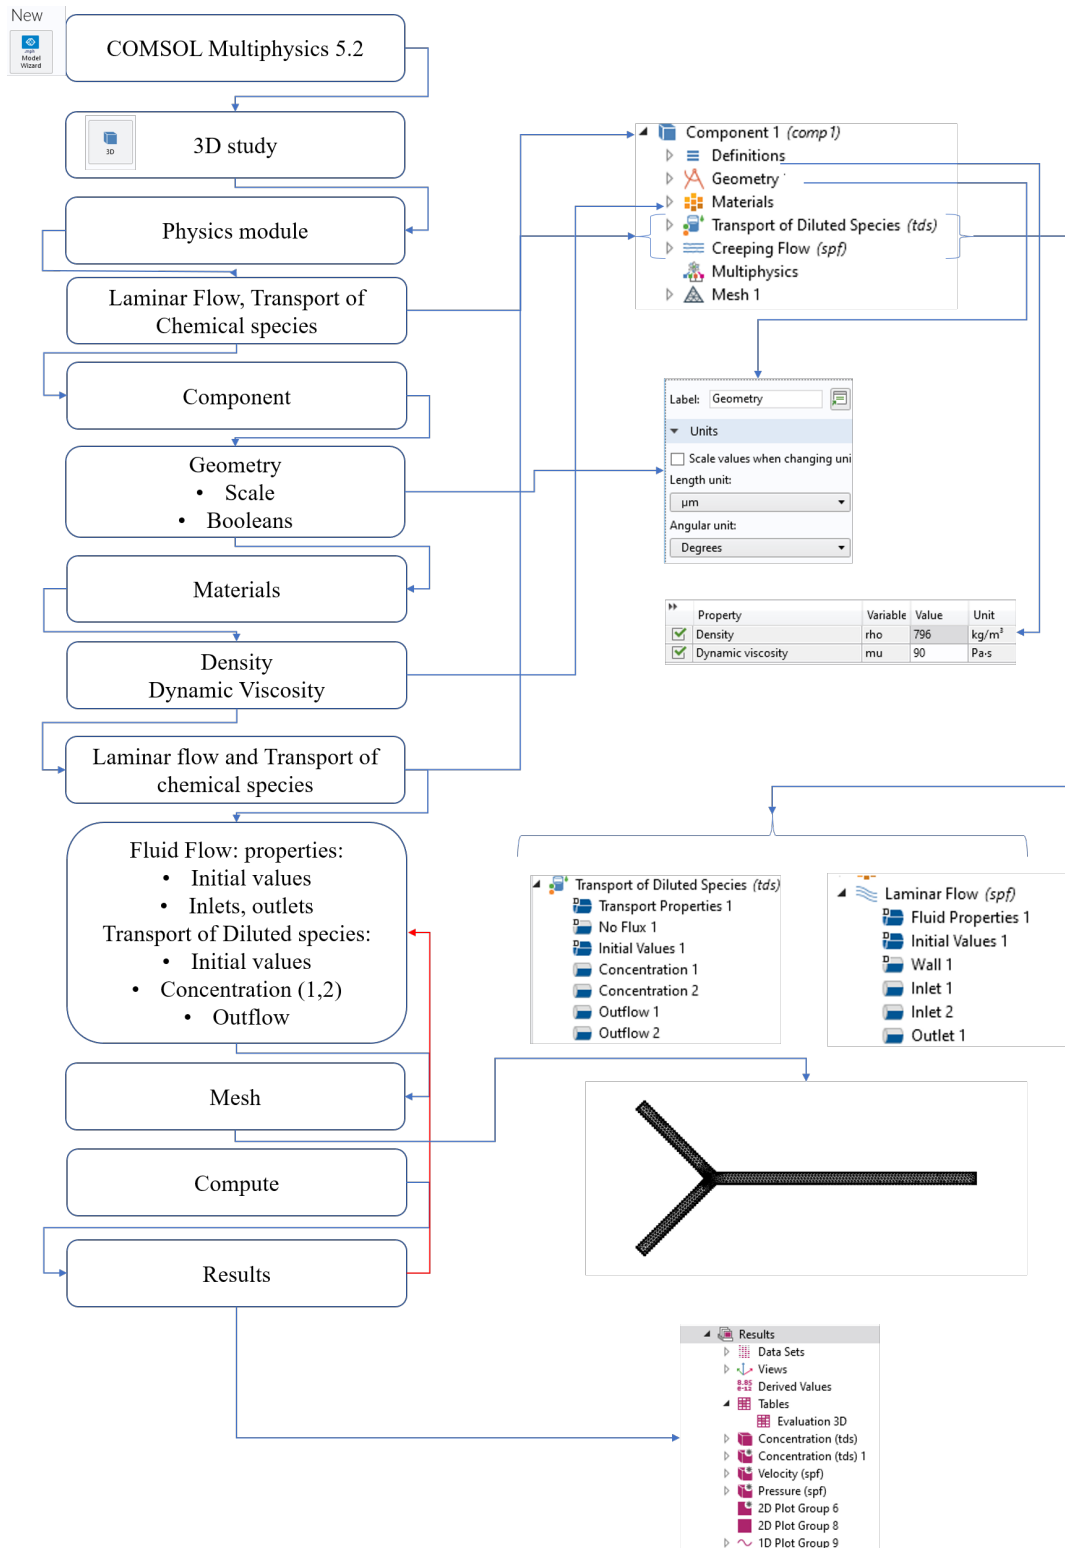 New
Model
Wizard
COMSOL Multiphysics 5.2
3D
3D study
Physics module
Laminar Flow, Transport of
Chemical species
Component
Geometry
• Scale
• Booleans
Materials
Density
Dynamic Viscosity
Laminar flow and Transport of
chemical species
Fluid Flow: properties:
• Initial values
• Inlets, outlets
Transport of Diluted species:
• Initial values
• Concentration (1,2)
• Outflow
Mesh
Compute
Results
Component 1 (comp1)
Definitions
Geometry
Materials
Transport of Diluted Species (tds)
Creeping Flow (spf)
Multiphysics
Mesh 1
Label: Geometry
Units
Scale values when changing uni
Length unit:
µm
Angular unit:
Degrees
Property Variable Value Unit
Density rho 796 kg/m³
Dynamic viscosity mu 90 Pa·s
Transport of Diluted Species (tds)
Transport Properties 1
No Flux 1
Initial Values 1
Concentration 1
Concentration 2
Outflow 1
Outflow 2
Laminar Flow (spf)
Fluid Properties 1
Initial Values 1
Wall 1
Inlet 1
Inlet 2
Outlet 1
Results
Data Sets
Views
8.85
e-12
Derived Values
Tables
Evaluation 3D
Concentration (tds)
Concentration (tds) 1
Velocity (spf)
Pressure (spf)
2D Plot Group 6
2D Plot Group 8
1D Plot Group 9